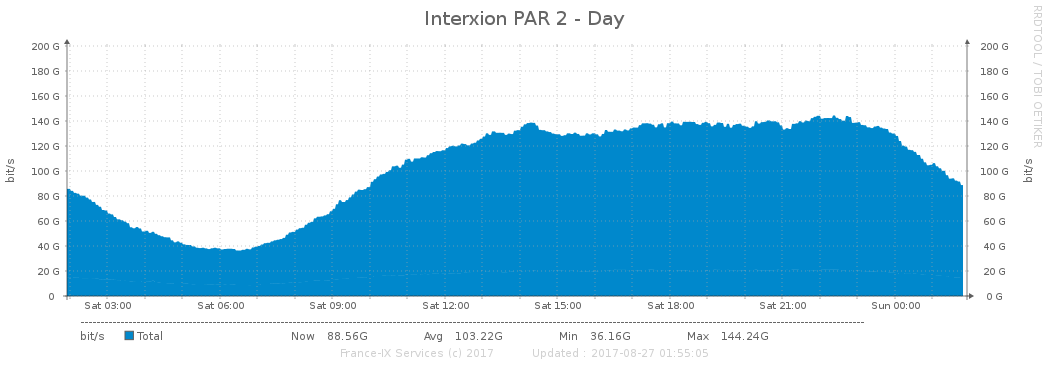 Interxion PAR 2 - Day
RRDTOOL / TOBI OETIKER
200 G 200 G
180 G 180 G
160 G 160 G
140 G 140 G
120 G 120 G
100 G 100 G
80 G 80 G
60 G 60 G
40 G 40 G
20 G 20 G
0 0 G
bit/s
bit/s
Sat 03:00 Sat 06:00 Sat 09:00 Sat 12:00 Sat 15:00 Sat 18:00 Sat 21:00 Sun 00:00
bit/s Total Now 88.56G Avg 103.22G Min 36.16G Max 144.24G
France-IX Services (c) 2017 Updated : 2017-08-27 01:55:05